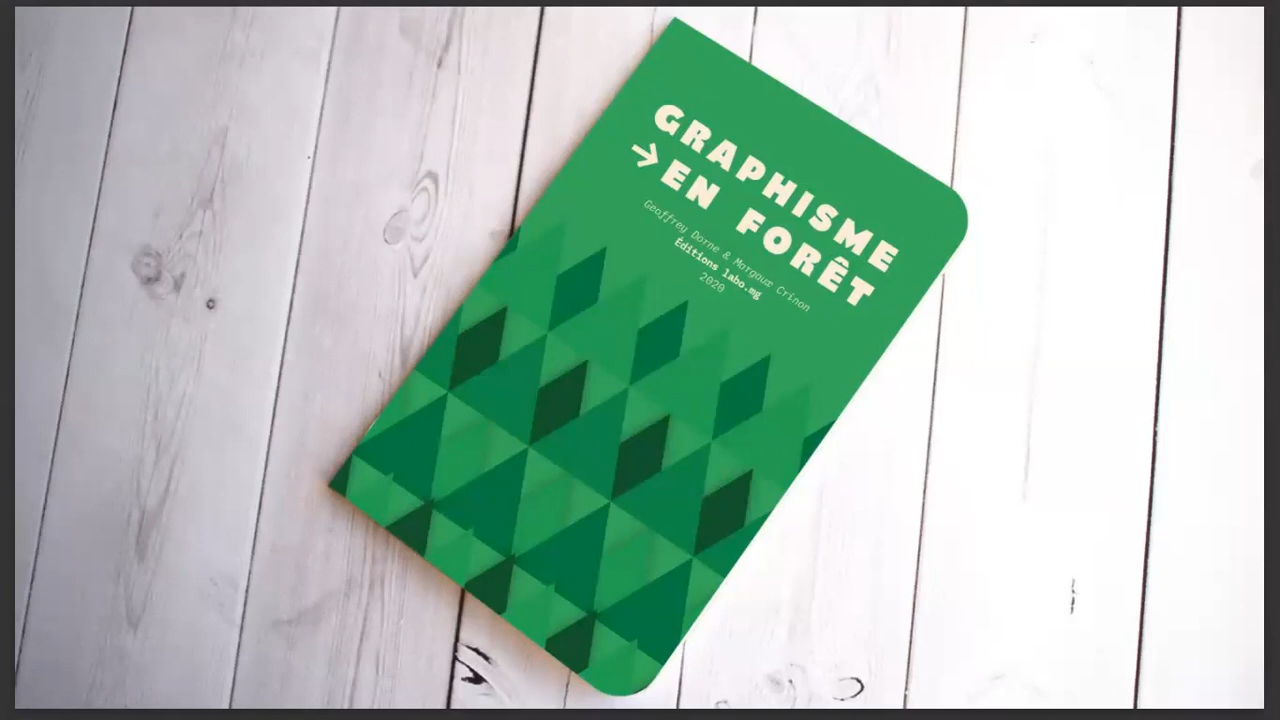 GRAPHISME
→ EN FORÊT
Geoffrey Dorne & Margaux Crinon
Éditions labo.mg
2020